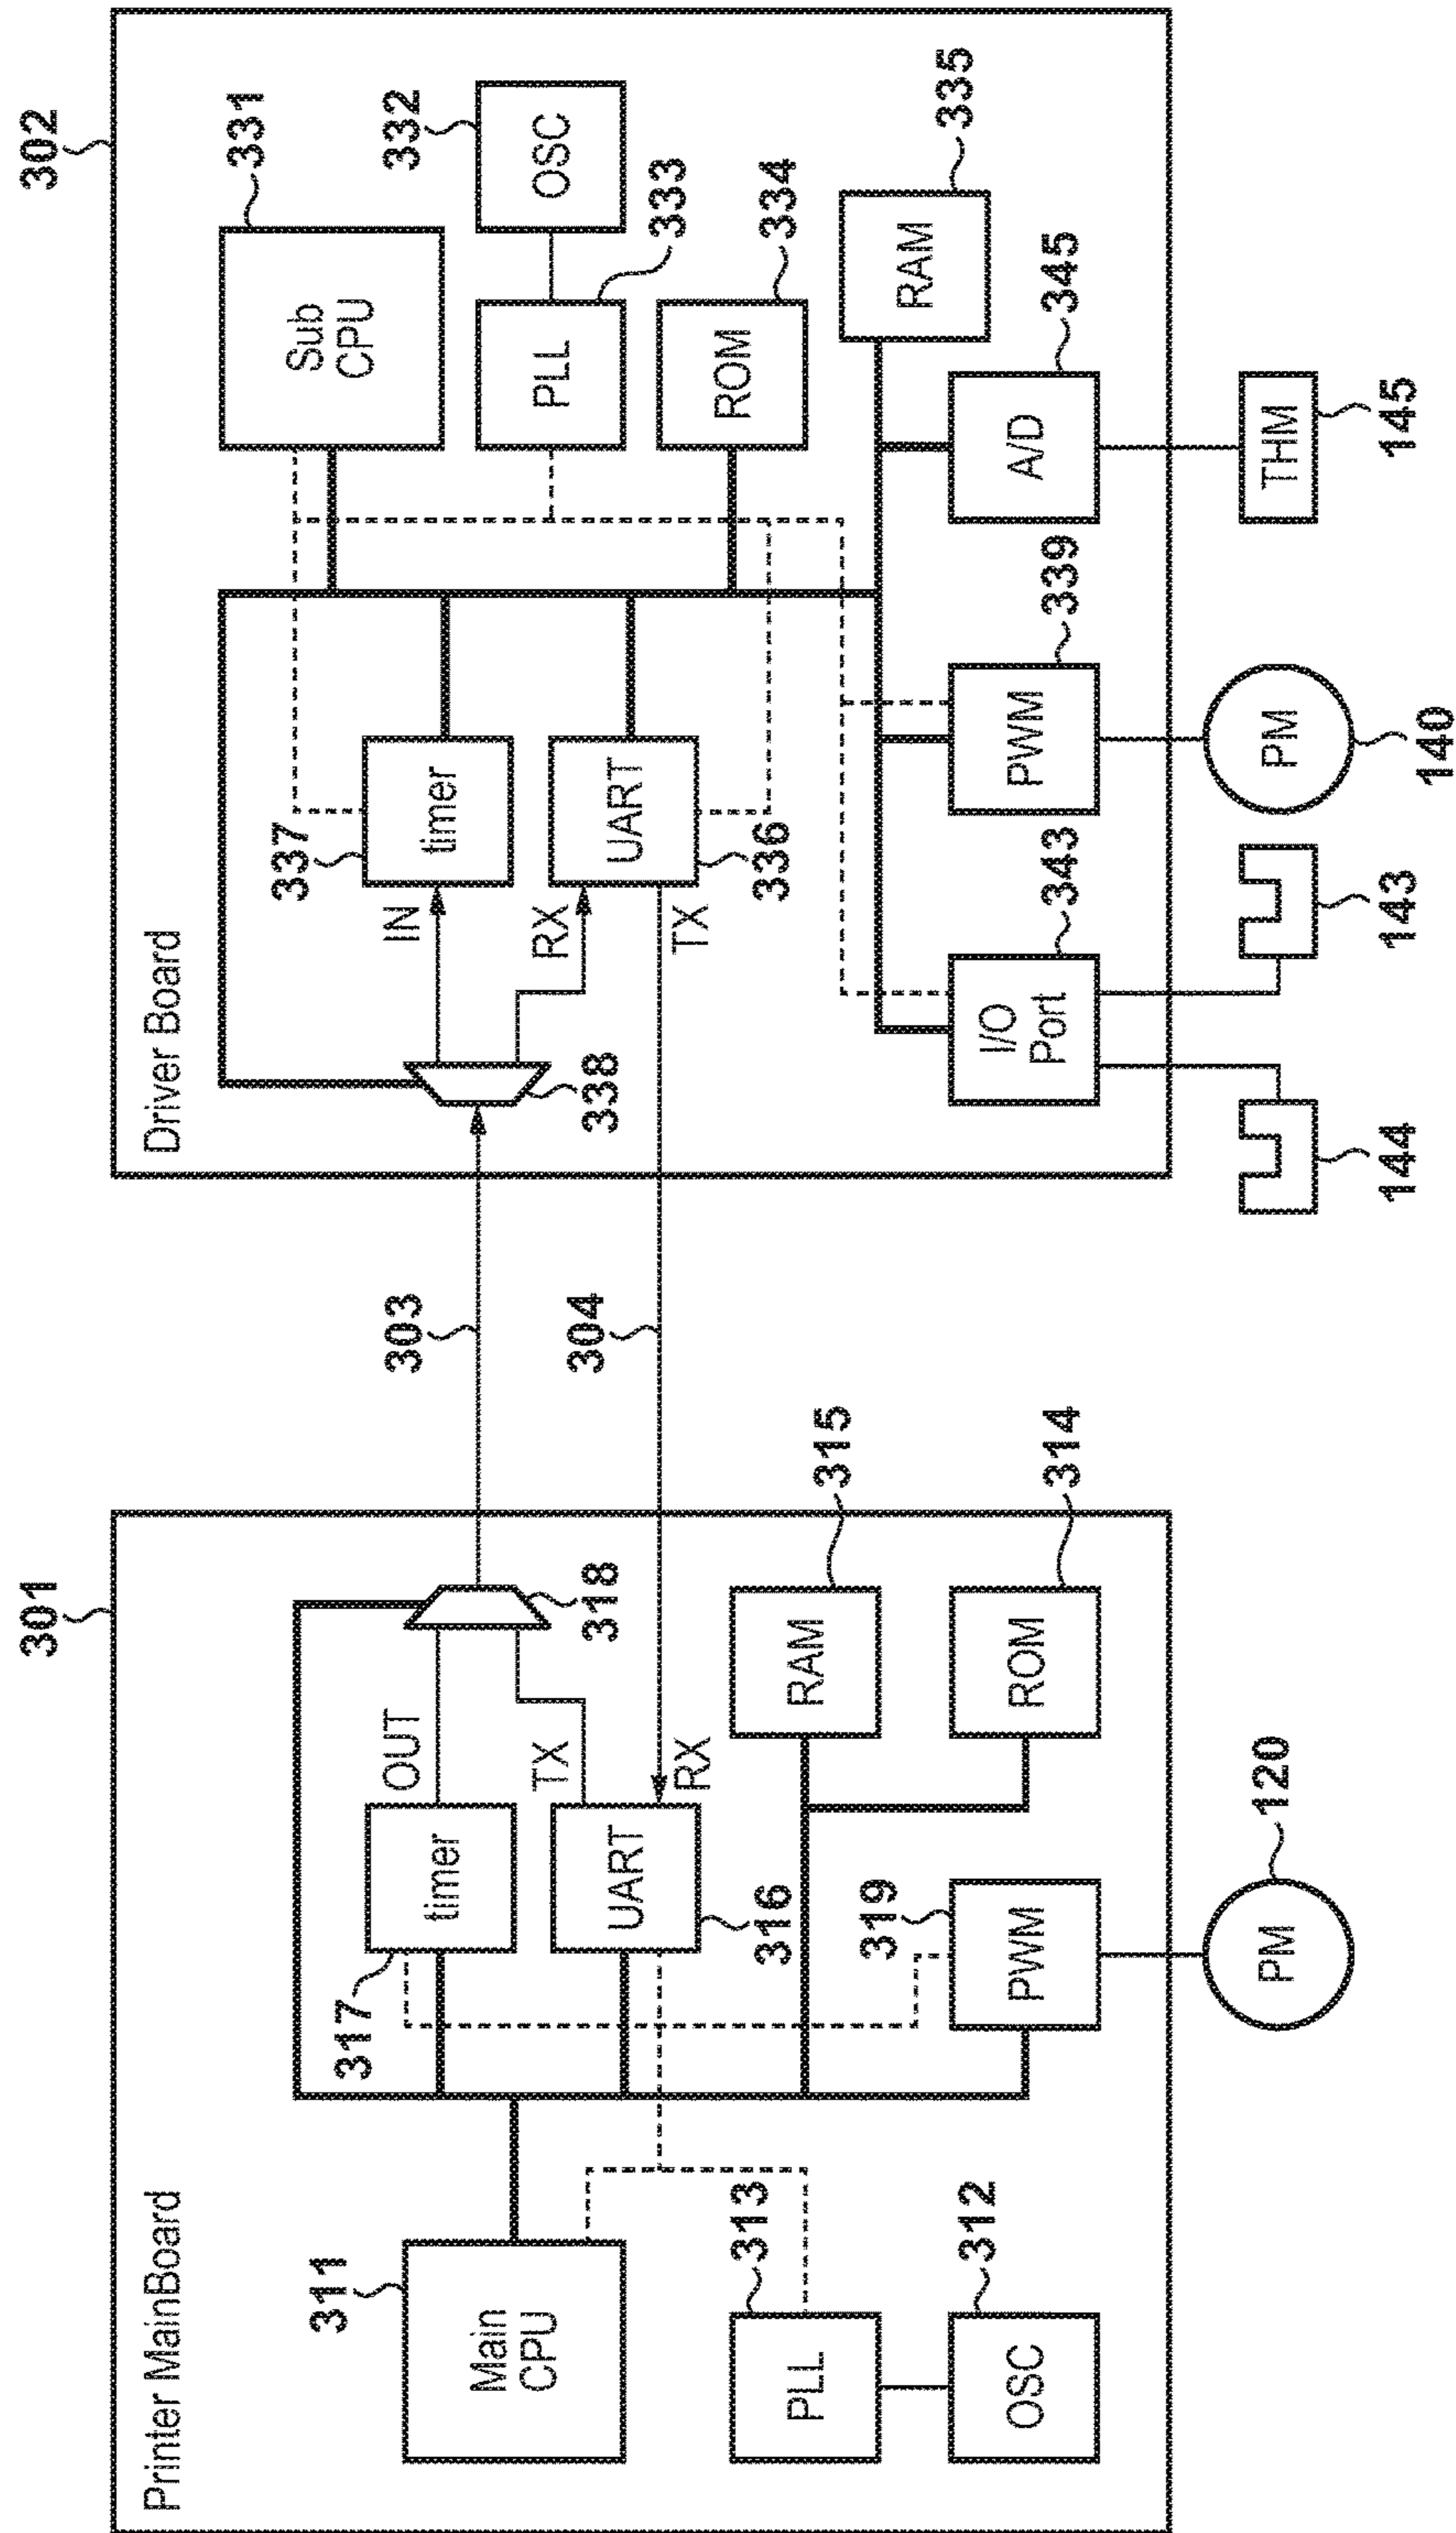 301
Printer MainBoard
311
Main
CPU
313
PLL
312
OSC
317
timer
OUT
318
UART
TX
RX
316
319
PWM
RAM
315
ROM
314
PM
120
303
304
302
Driver Board
338
IN
337
timer
RX
UART
TX
336
331
Sub
CPU
332
OSC
PLL
333
ROM
334
RAM
335
I/O
Port
343
PWM
339
A/D
345
144
143
PM
140
THM
145